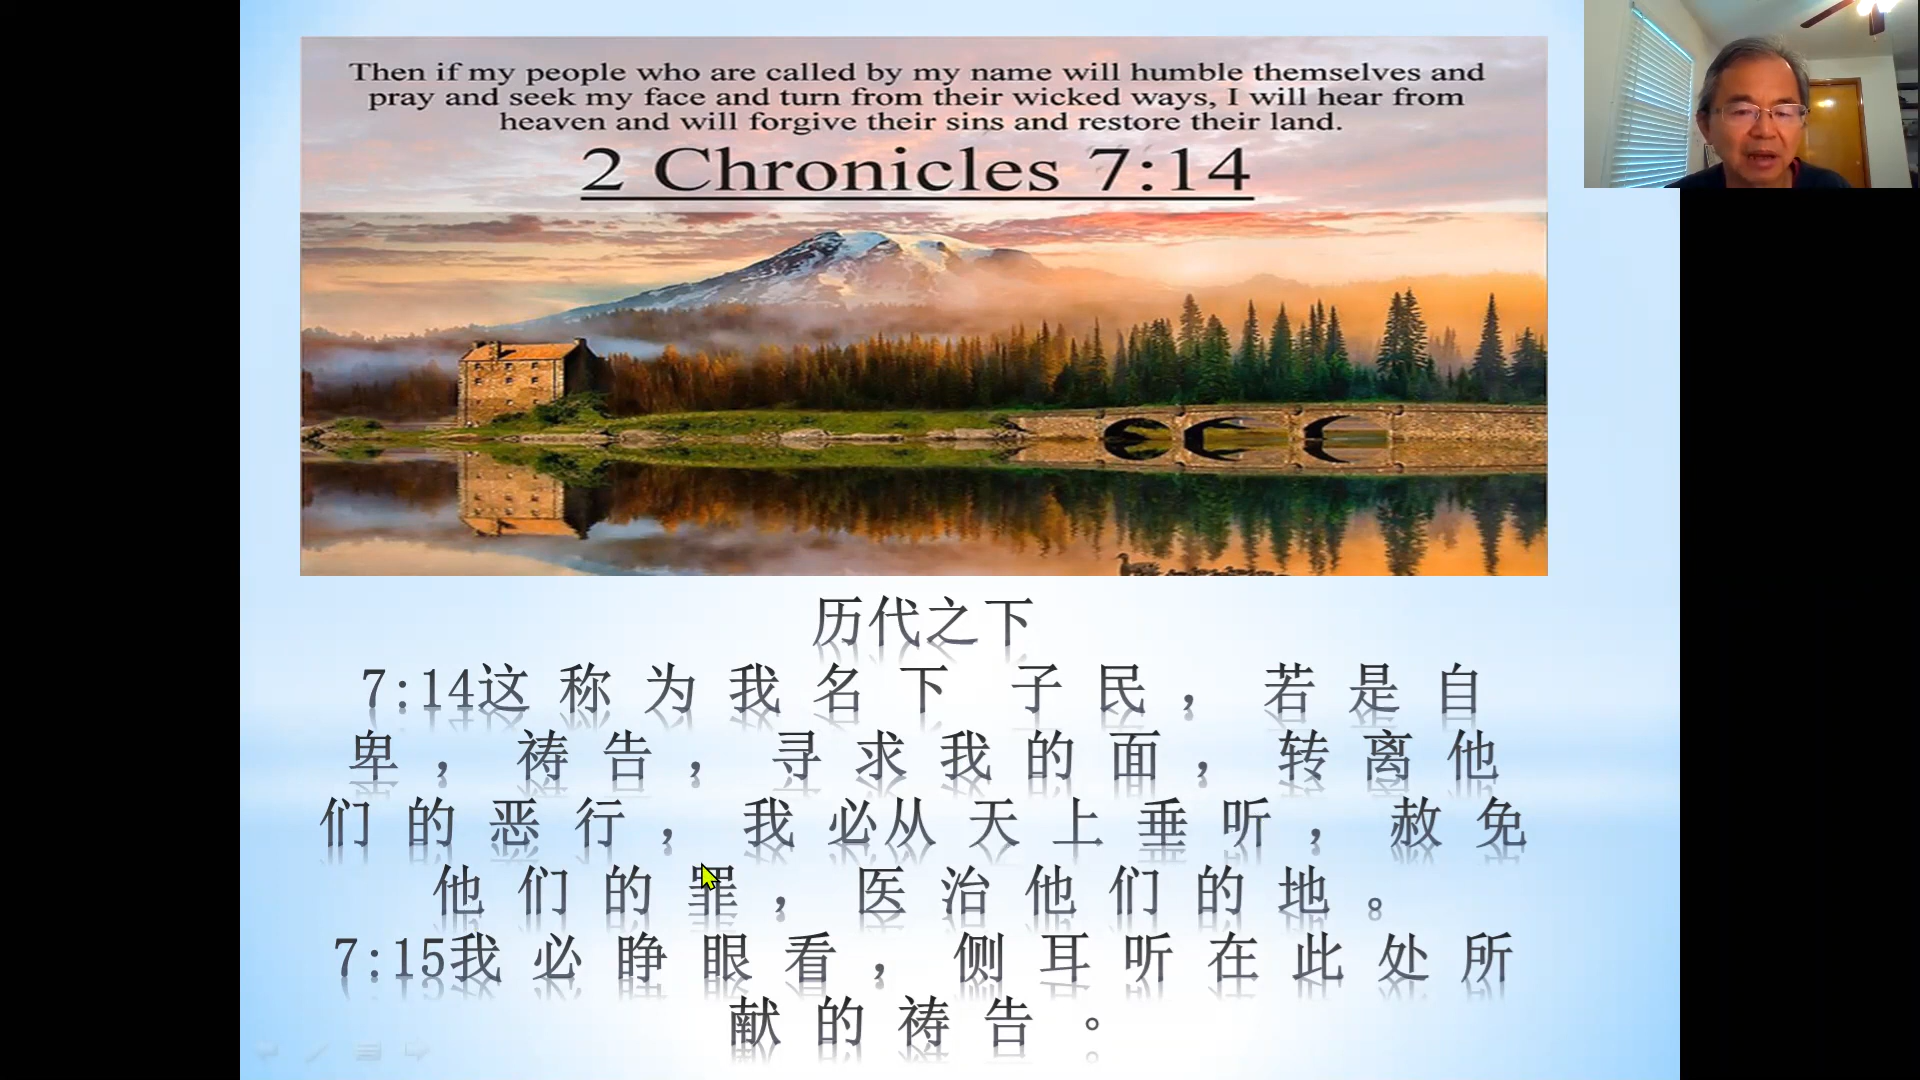 Then if my people who are called by my name will humble themselves and
pray and seek my face and turn from their wicked ways, I will hear from
heaven and will forgive their sins and restore their land.
2 Chronicles 7:14
历代之下
7:14这 称 为 我 名 下 子 民 ， 若 是 自
卑 ， 祷 告 ， 寻 求 我 的 面 ， 转 离 他
们 的 恶 行 ， 我 必从 天 上 垂 听 ， 赦 免
他 们 的 罪 ， 医 治 他 们 的 地 。
7:15我 必 睁 眼 看 ， 侧 耳 听 在 此 处 所
献 的 祷 告 。